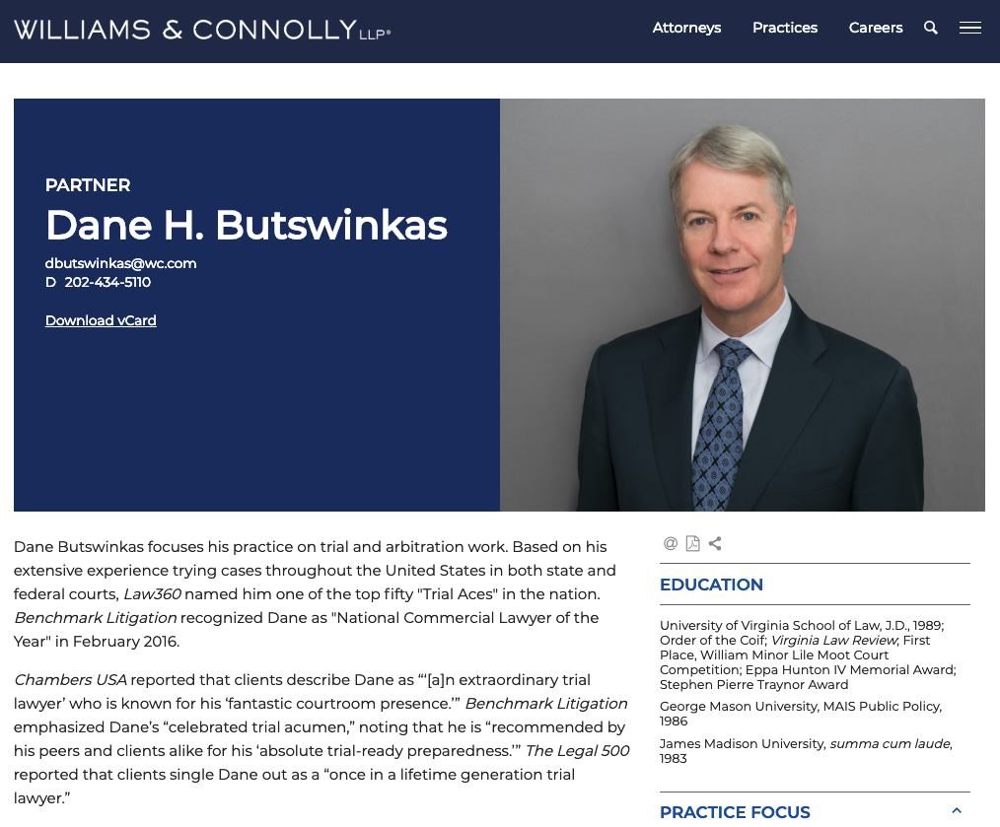 WILLIAMS & CONNOLLY LLP®
Attorneys Practices Careers
PARTNER
Dane H. Butswinkas
dbutswinkas@wc.com
D 202-434-5110
Download vCard
Dane Butswinkas focuses his practice on trial and arbitration work. Based on his
extensive experience trying cases throughout the United States in both state and
federal courts, Law360 named him one of the top fifty "Trial Aces" in the nation.
Benchmark Litigation recognized Dane as "National Commercial Lawyer of the
Year" in February 2016.
Chambers USA reported that clients describe Dane as “‘[a]n extraordinary trial
lawyer’ who is known for his ‘fantastic courtroom presence.’” Benchmark Litigation
emphasized Dane’s “celebrated trial acumen,” noting that he is “recommended by
his peers and clients alike for his ‘absolute trial-ready preparedness.’” The Legal 500
reported that clients single Dane out as a “once in a lifetime generation trial
lawyer.”
@
EDUCATION
University of Virginia School of Law, J.D., 1989;
Order of the Coif; Virginia Law Review; First
Place, William Minor Lile Moot Court
Competition; Eppa Hunton IV Memorial Award;
Stephen Pierre Traynor Award
George Mason University, MAIS Public Policy,
1986
James Madison University, summa cum laude,
1983
PRACTICE FOCUS